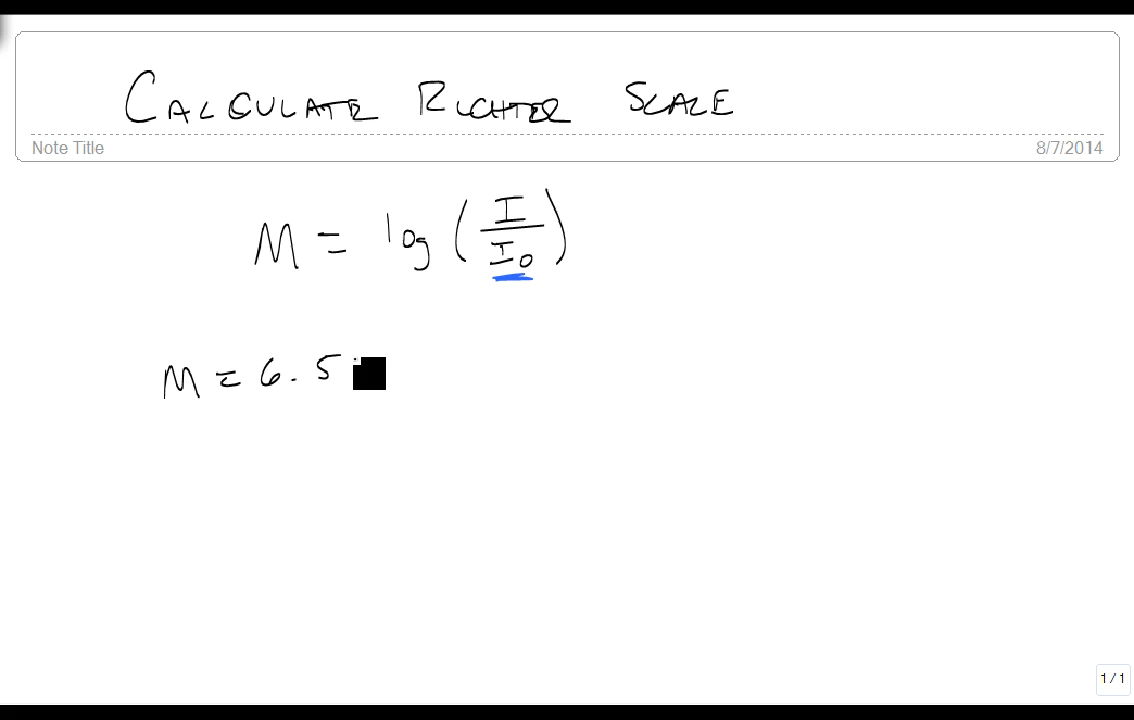 CALCULATE RICHTER SCALE
Note Title 8/7/2014
M = log (I/I₀)
M = 6.5
1/1